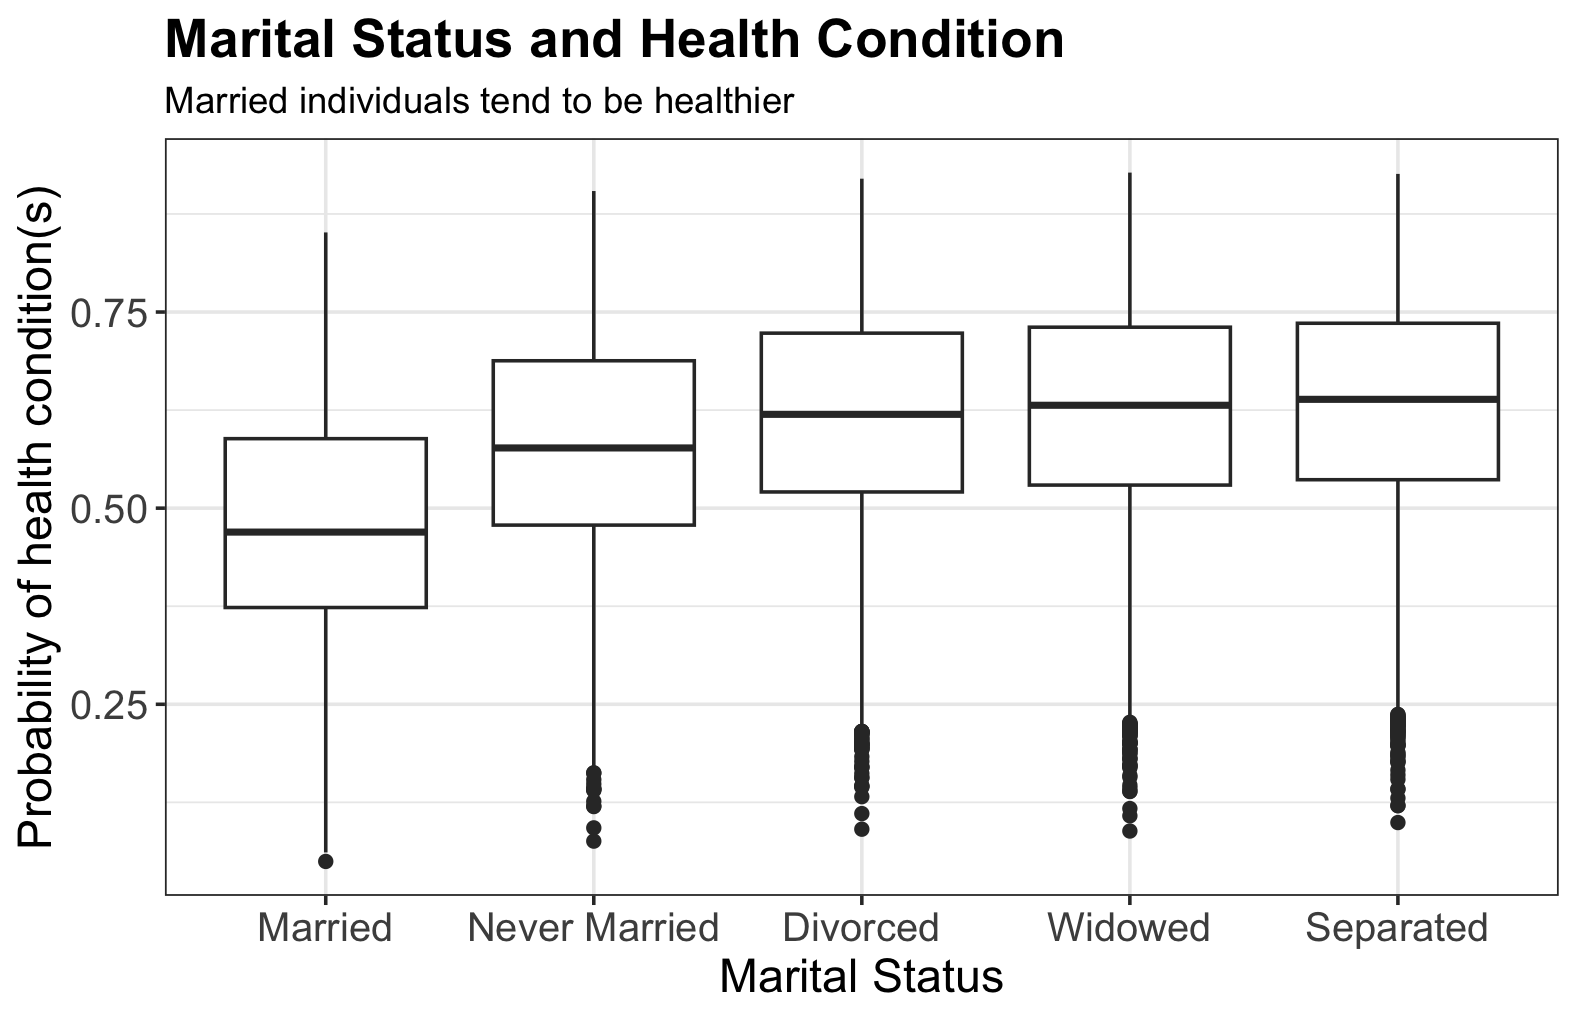 Marital Status and Health Condition
Married individuals tend to be healthier
Probability of health condition(s)
0.75
0.50
0.25
Married Never Married Divorced Widowed Separated
Marital Status